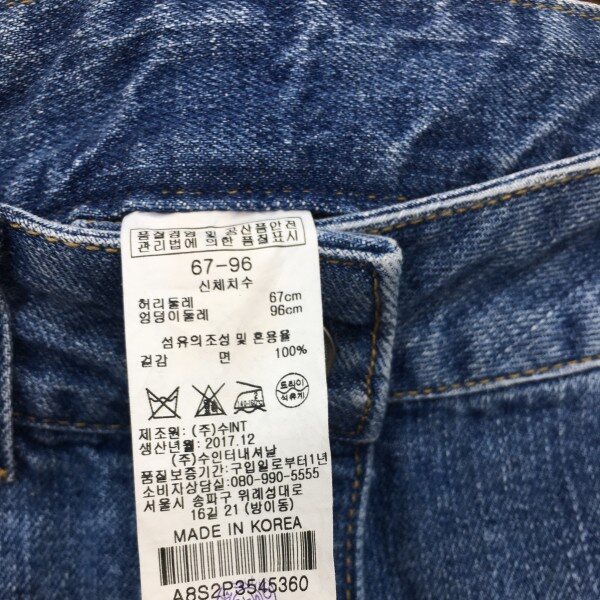 품질경영 및 공산품안전
관리법에 의한 품질표시
67-96
신체치수
허리둘레 67cm
엉덩이둘레 96cm
섬유의조성 및 혼용율
겉감 면 100%
드라이
석유계
제조원: (주)수INT
생산년월: 2017.12
(주)수인터내셔날
품질보증기간:구입일로부터1년
소비자상담실:080-990-5555
서울시 송파구 위례성대로
16길 21 (방이동)
MADE IN KOREA
A8S2P3545360